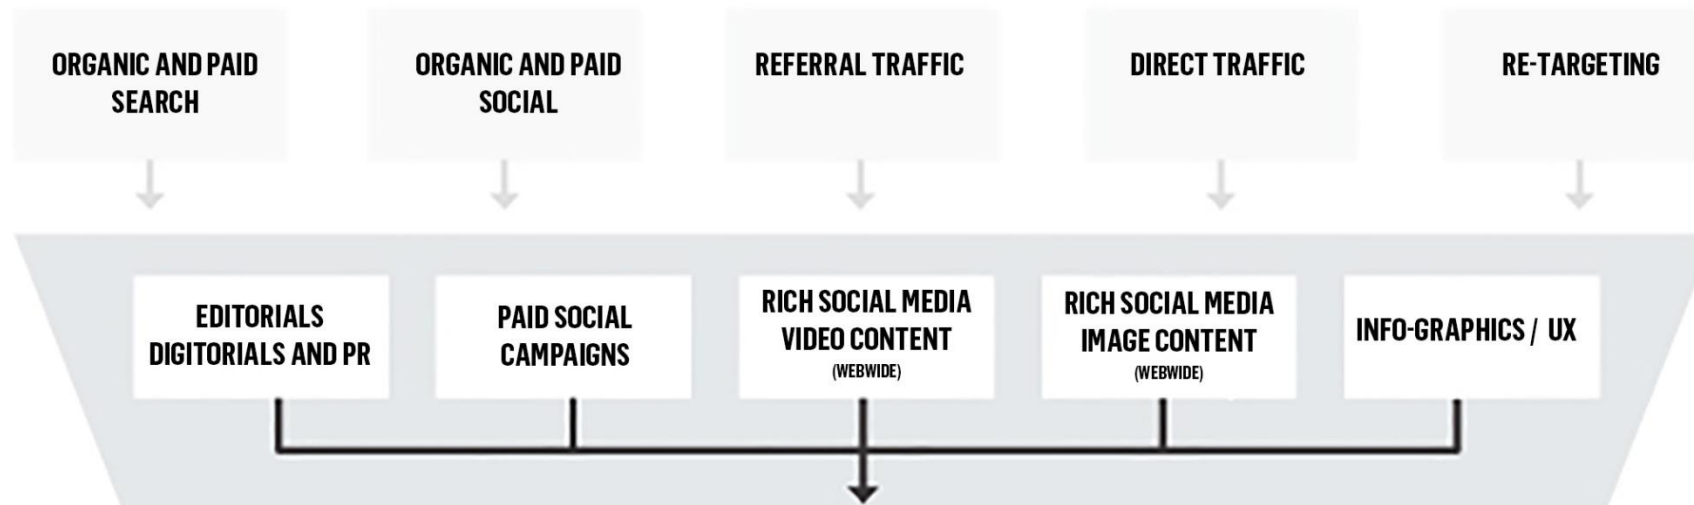 ORGANIC AND PAID
SEARCH
ORGANIC AND PAID
SOCIAL
REFERRAL TRAFFIC
DIRECT TRAFFIC
RE-TARGETING
EDITORIALS
DIGITORIALS AND PR
PAID SOCIAL
CAMPAIGNS
RICH SOCIAL MEDIA
VIDEO CONTENT
(WEBWIDE)
RICH SOCIAL MEDIA
IMAGE CONTENT
(WEBWIDE)
INFO-GRAPHICS / UX